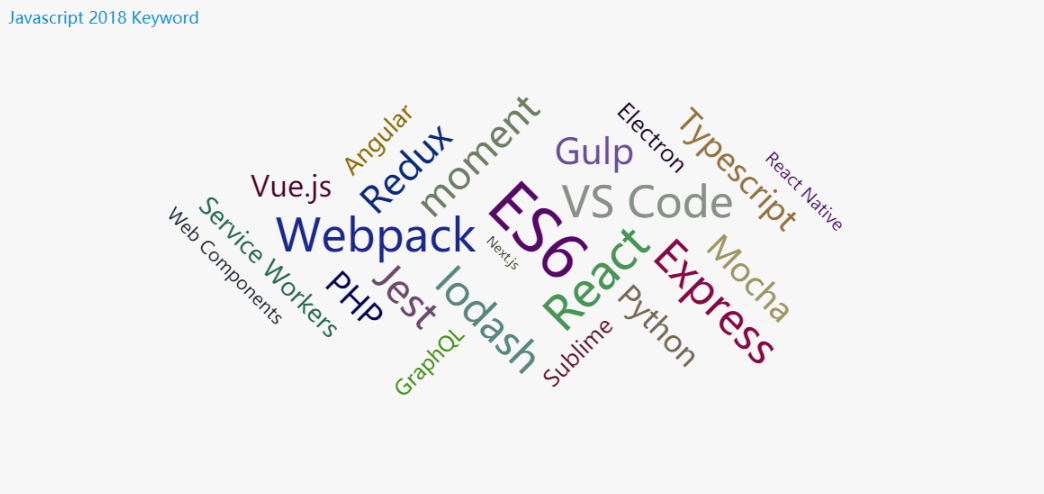 Javascript 2018 Keyword
Angular
Redux
moment
Gulp
Electron
Typescript
React Native
Vue.js
Service Workers
Web Components
Webpack
ES6
VS Code
Next.js
React
Express
Mocha
PHP
Jest
lodash
Python
GraphQL
Sublime